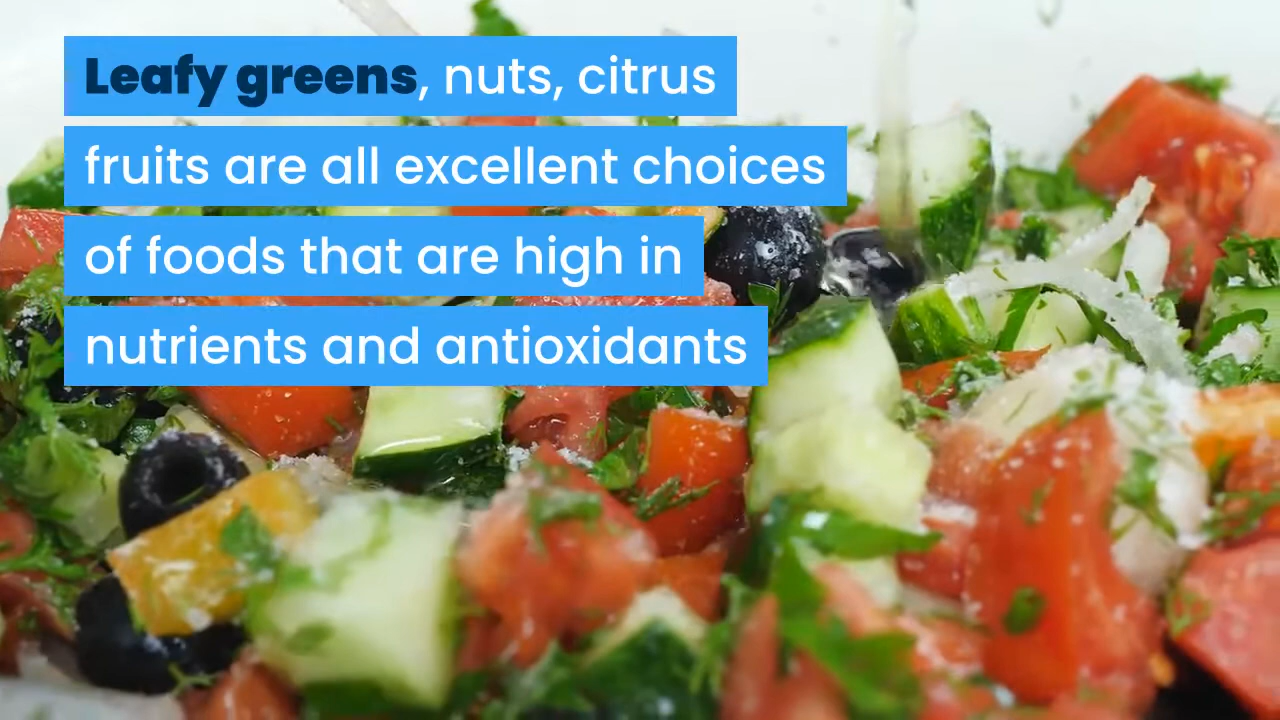 Leafy greens, nuts, citrus
fruits are all excellent choices
of foods that are high in
nutrients and antioxidants